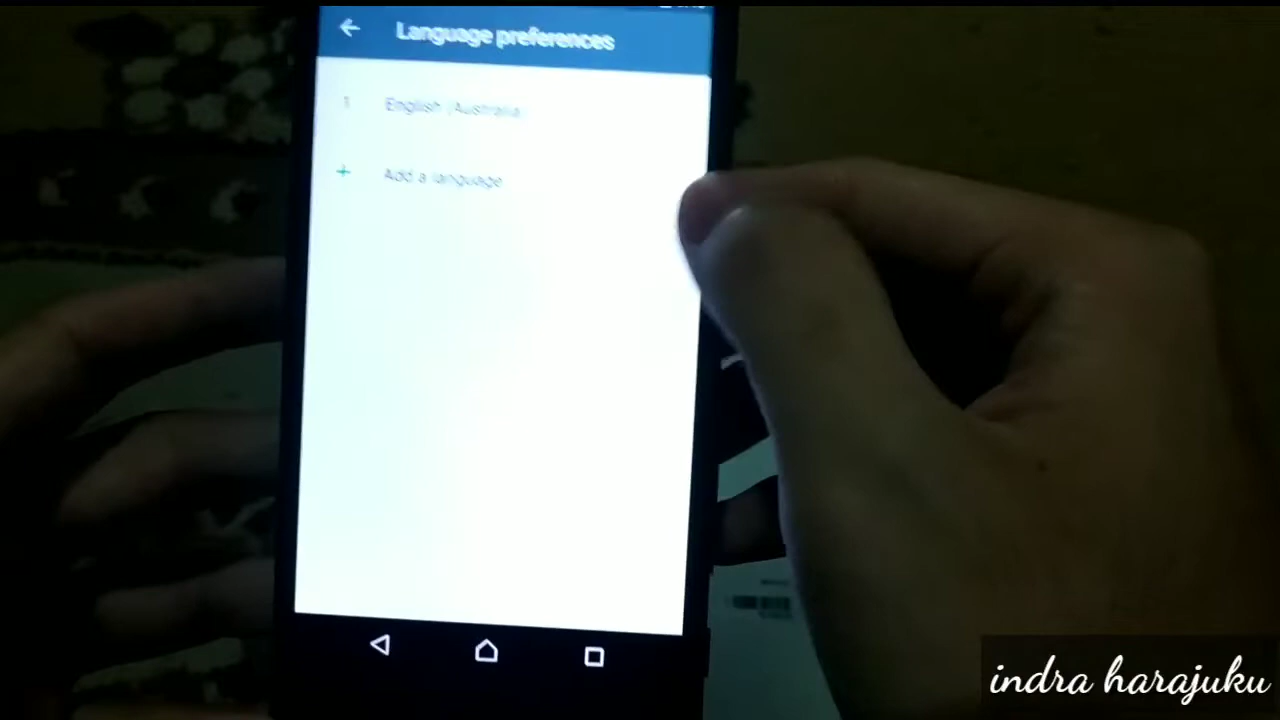 Language preferences
1 English (Australia)
+ Add a language
indra harajuku